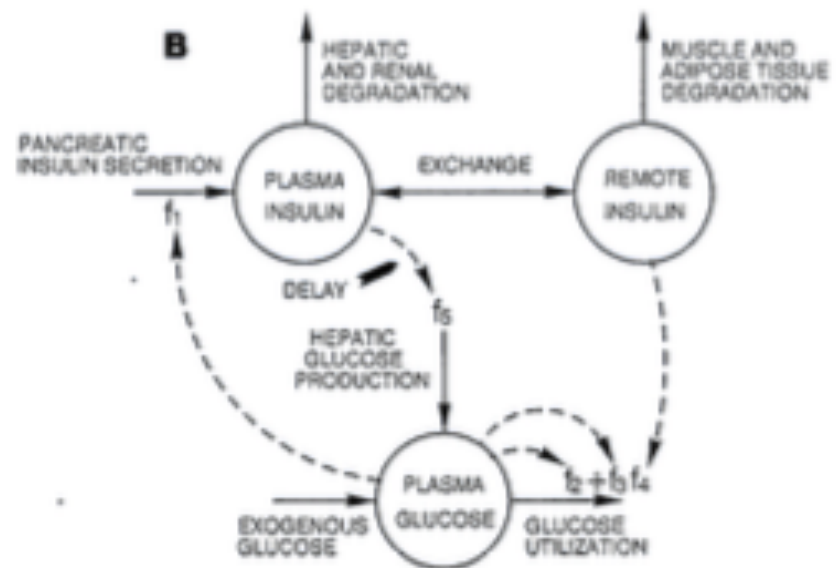 B
HEPATIC
AND RENAL
DEGRADATION
MUSCLE AND
ADIPOSE TISSUE
DEGRADATION
PANCREATIC
INSULIN SECRETION
f1
PLASMA
INSULIN
EXCHANGE
REMOTE
INSULIN
DELAY
f5
HEPATIC
GLUCOSE
PRODUCTION
PLASMA
GLUCOSE
f2 + f3 f4
EXOGENOUS
GLUCOSE
GLUCOSE
UTILIZATION